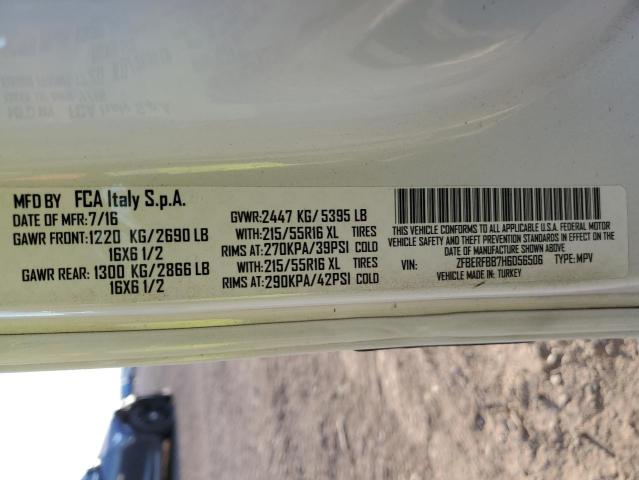 MFD BY FCA Italy S.p.A.
DATE OF MFR:7/16
GAWR FRONT:1220 KG/2690 LB
16X6 1/2
GAWR REAR: 1300 KG/2866 LB
16X6 1/2
GVWR:2447 KG/5395 LB
WITH:215/55R16 XL TIRES
RIMS AT:270KPA/39PSI COLD
WITH:215/55R16 XL TIRES
RIMS AT:290KPA/42PSI COLD
THIS VEHICLE CONFORMS TO ALL APPLICABLE U.S.A. FEDERAL MOTOR
VEHICLE SAFETY AND THEFT PREVENTION STANDARDS IN EFFECT ON THE
DATE OF MANUFACTURE SHOWN ABOVE
VIN: ZFBERFBB7H6D56506 TYPE: MPV
VEHICLE MADE IN: TURKEY